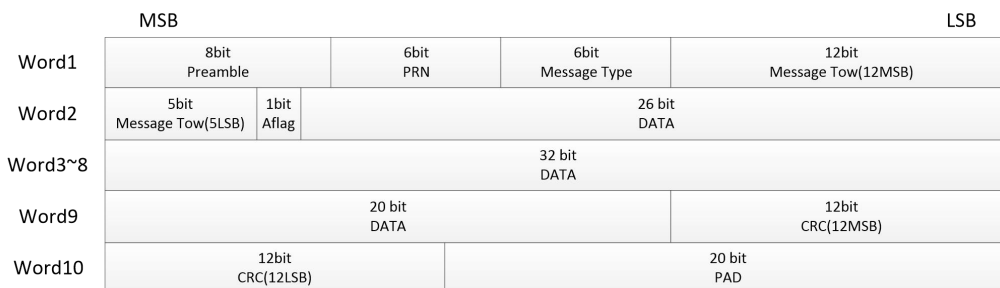 MSB LSB
Word1
8bit
Preamble
6bit
PRN
6bit
Message Type
12bit
Message Tow(12MSB)
Word2
5bit
Message Tow(5LSB)
1bit
Aflag
26 bit
DATA
Word3~8
32 bit
DATA
Word9
20 bit
DATA
12bit
CRC(12MSB)
Word10
12bit
CRC(12LSB)
20 bit
PAD